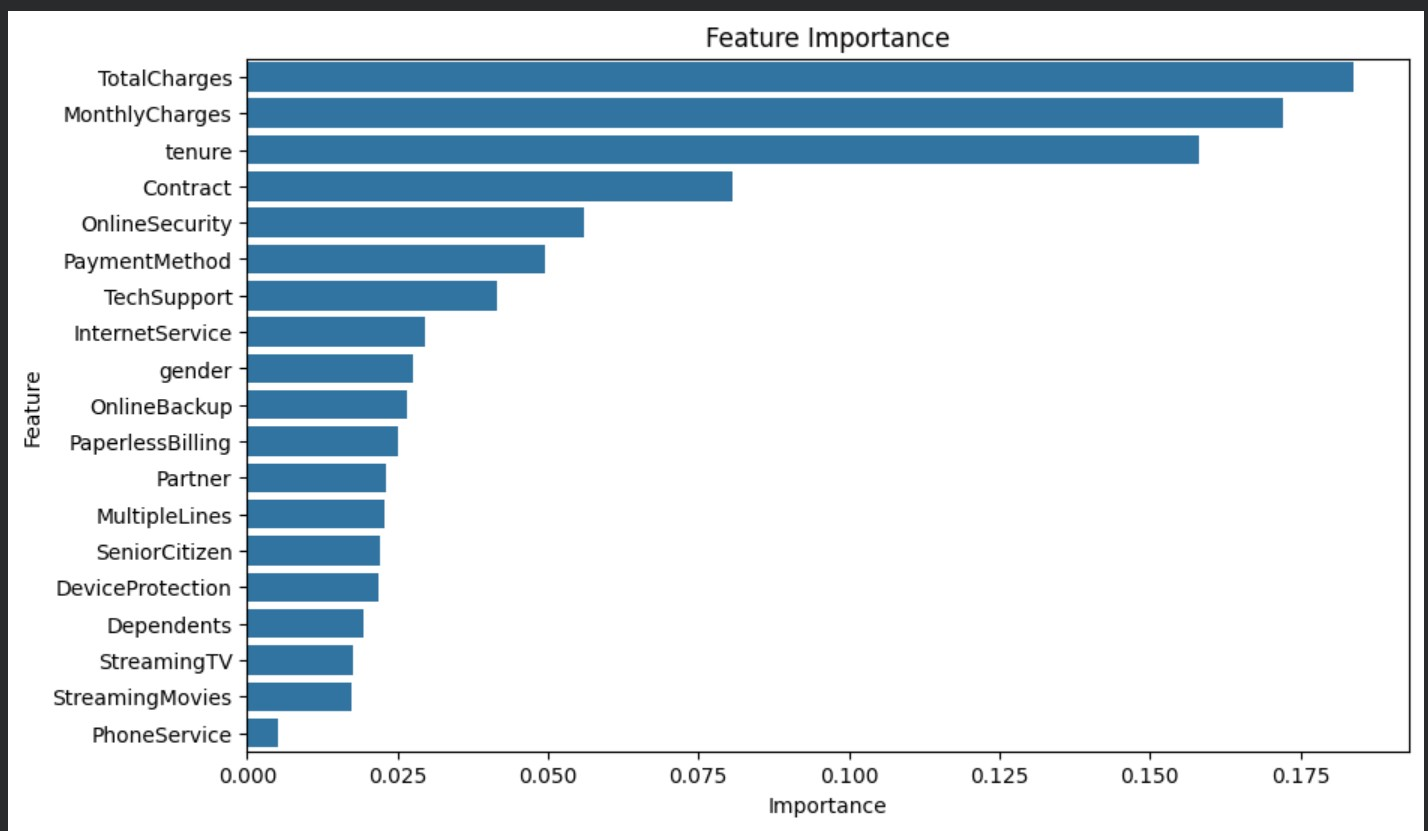 Feature Importance
TotalCharges
MonthlyCharges
tenure
Contract
OnlineSecurity
PaymentMethod
TechSupport
InternetService
gender
OnlineBackup
PaperlessBilling
Partner
MultipleLines
SeniorCitizen
DeviceProtection
Dependents
StreamingTV
StreamingMovies
PhoneService
Feature
0.000 0.025 0.050 0.075 0.100 0.125 0.150 0.175
Importance